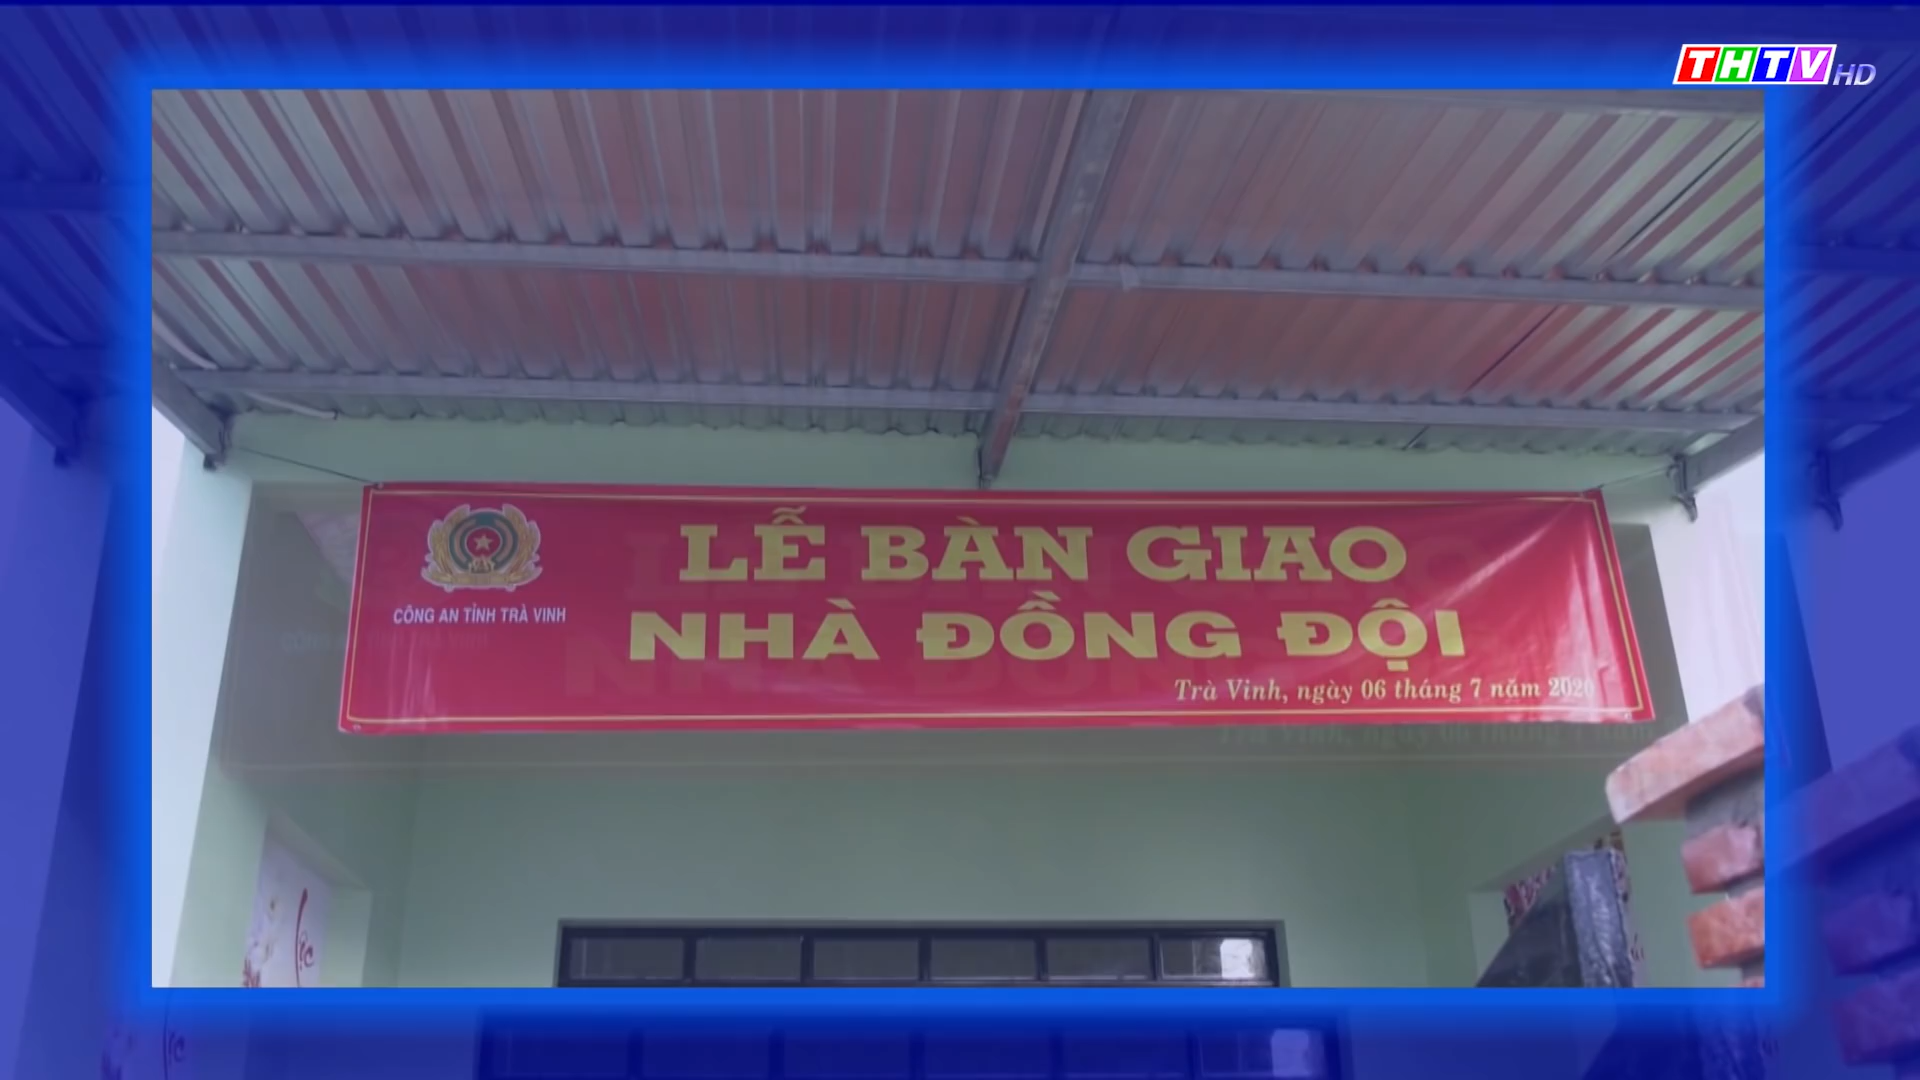 THTV HD
LỄ BÀN GIAO
CÔNG AN TỈNH TRÀ VINH
NHÀ ĐỒNG ĐỘI
Trà Vinh, ngày 06 tháng 7 năm 2020